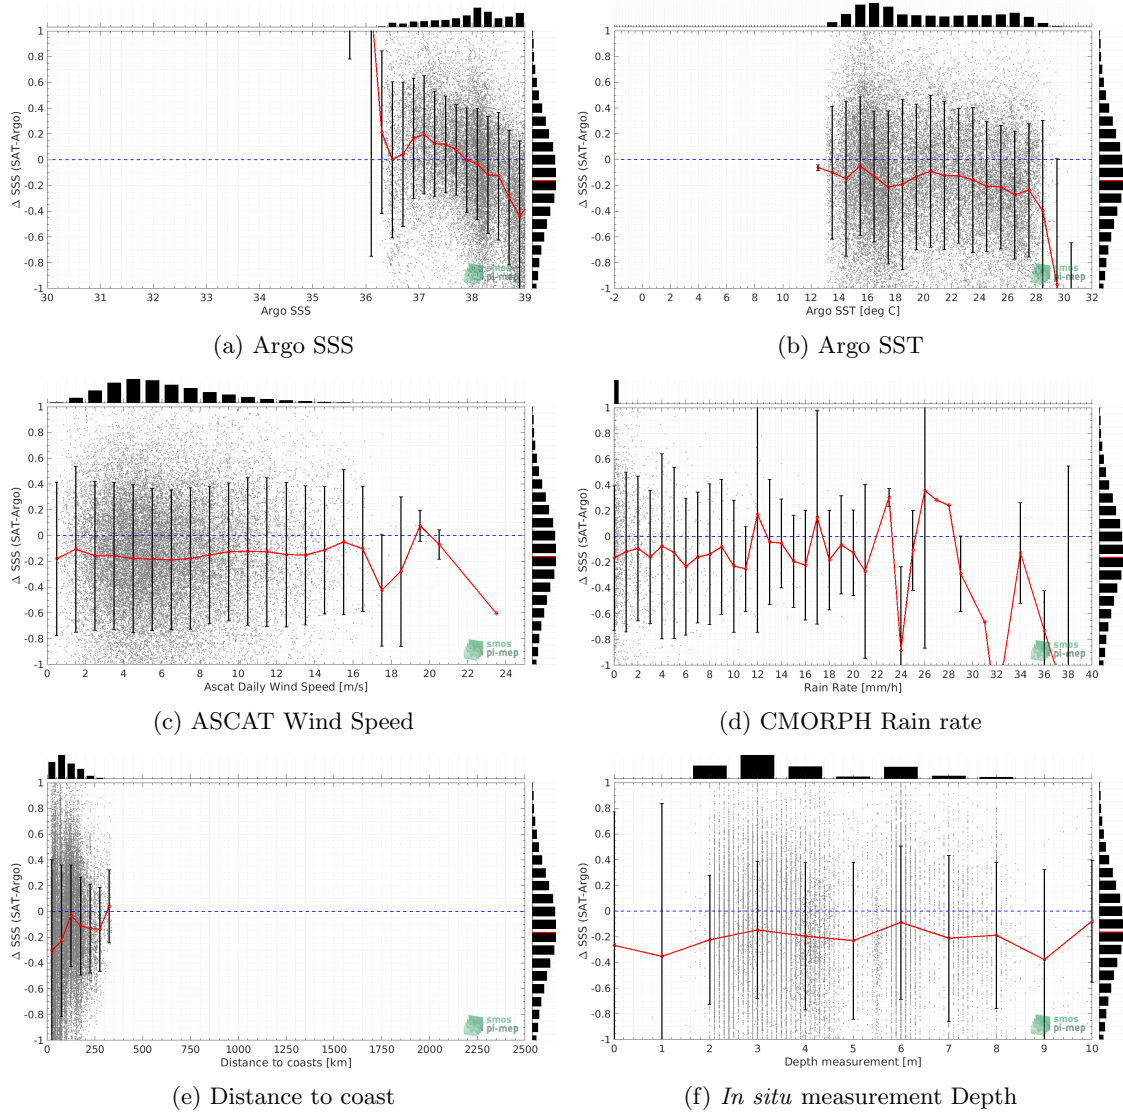 1
0.8
0.6
0.4
0.2
0
-0.2
-0.4
-0.6
-0.8
-1
Δ SSS (SAT-Argo)
30 31 32 33 34 35 36 37 38 39
Argo SSS
smos
pi-mep
(a) Argo SSS
1
0.8
0.6
0.4
0.2
0
-0.2
-0.4
-0.6
-0.8
-1
Δ SSS (SAT-Argo)
-2 0 2 4 6 8 10 12 14 16 18 20 22 24 26 28 30 32
Argo SST [deg C]
smos
pi-mep
(b) Argo SST
1
0.8
0.6
0.4
0.2
0
-0.2
-0.4
-0.6
-0.8
-1
Δ SSS (SAT-Argo)
0 2 4 6 8 10 12 14 16 18 20 22 24
Ascat Daily Wind Speed [m/s]
smos
pi-mep
(c) ASCAT Wind Speed
1
0.8
0.6
0.4
0.2
0
-0.2
-0.4
-0.6
-0.8
-1
Δ SSS (SAT-Argo)
0 2 4 6 8 10 12 14 16 18 20 22 24 26 28 30 32 34 36 38 40
Rain Rate [mm/h]
smos
pi-mep
(d) CMORPH Rain rate
1
0.8
0.6
0.4
0.2
0
-0.2
-0.4
-0.6
-0.8
-1
Δ SSS (SAT-Argo)
0 250 500 750 1000 1250 1500 1750 2000 2250 2500
Distance to coasts [km]
smos
pi-mep
(e) Distance to coast
1
0.8
0.6
0.4
0.2
0
-0.2
-0.4
-0.6
-0.8
-1
Δ SSS (SAT-Argo)
0 1 2 3 4 5 6 7 8 9 10
Depth measurement [m]
smos
pi-mep
(f) In situ measurement Depth